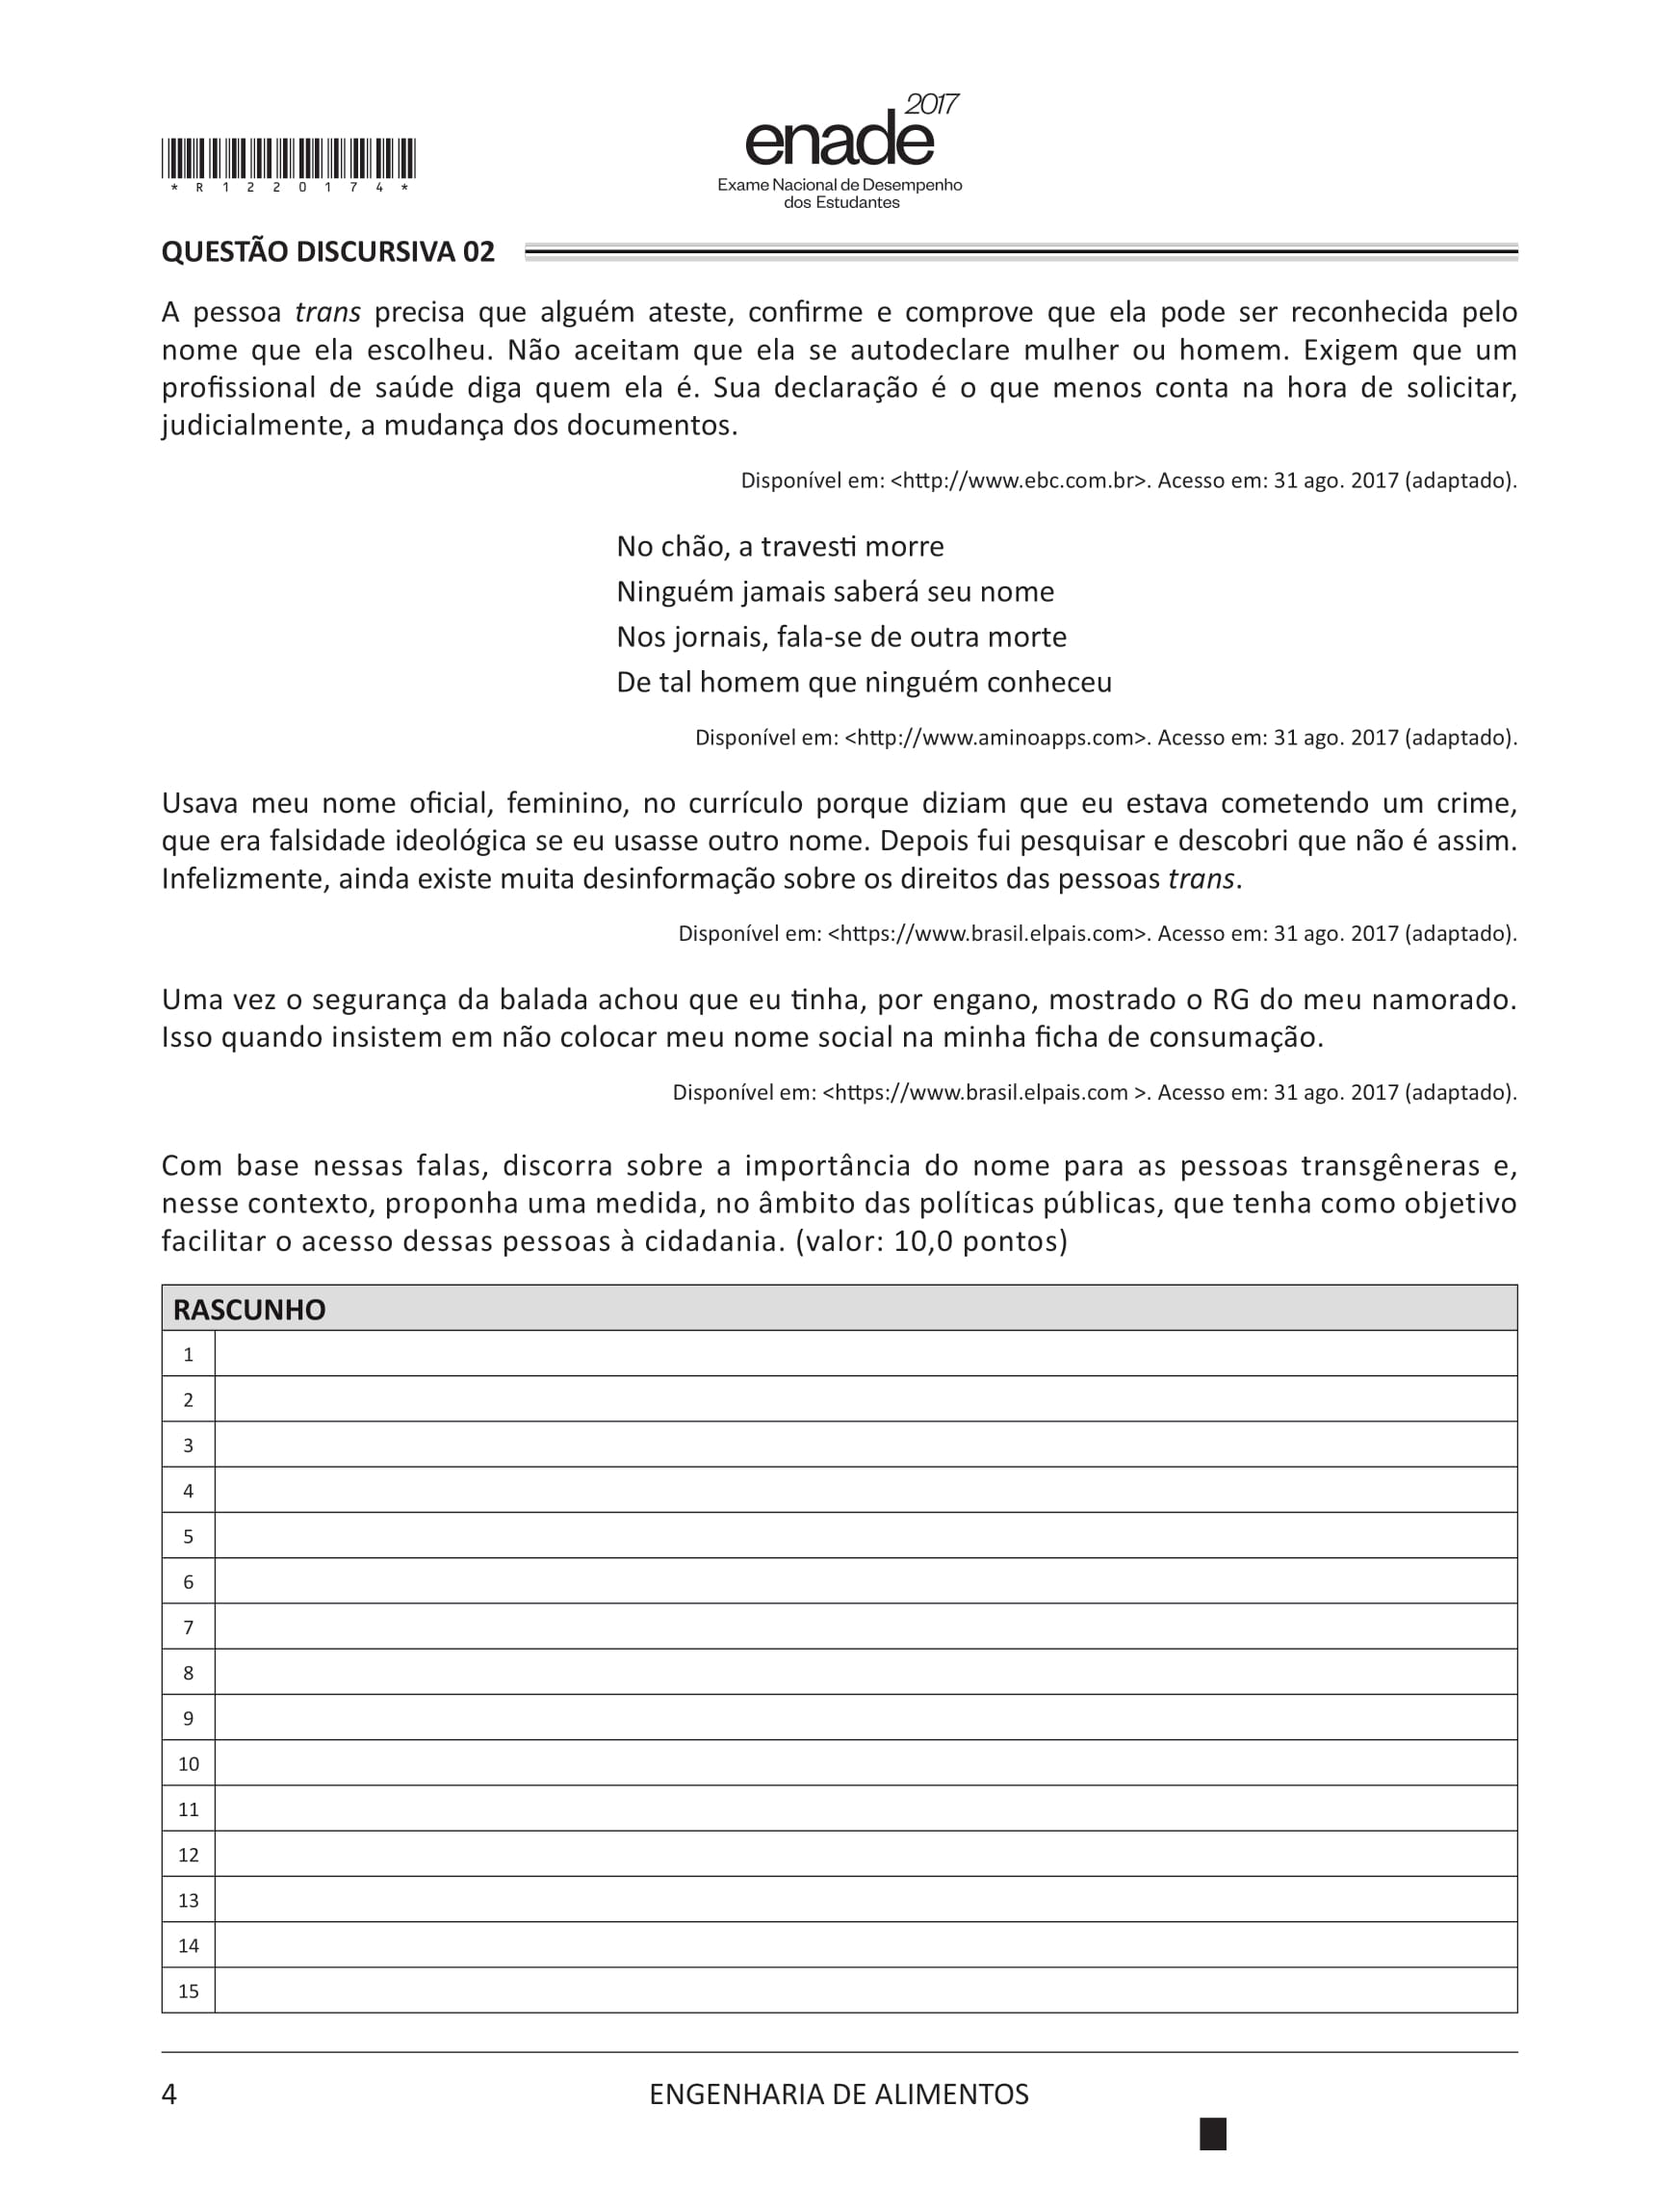 2017
enade
Exame Nacional de Desempenho
dos Estudantes
* R 1 2 2 0 1 7 4 *
QUESTÃO DISCURSIVA 02
A pessoa trans precisa que alguém ateste, confirme e comprove que ela pode ser reconhecida pelo
nome que ela escolheu. Não aceitam que ela se autodeclare mulher ou homem. Exigem que um
profissional de saúde diga quem ela é. Sua declaração é o que menos conta na hora de solicitar,
judicialmente, a mudança dos documentos.
Disponível em: <http://www.ebc.com.br>. Acesso em: 31 ago. 2017 (adaptado).
No chão, a travesti morre
Ninguém jamais saberá seu nome
Nos jornais, fala-se de outra morte
De tal homem que ninguém conheceu
Disponível em: <http://www.aminoapps.com>. Acesso em: 31 ago. 2017 (adaptado).
Usava meu nome oficial, feminino, no currículo porque diziam que eu estava cometendo um crime,
que era falsidade ideológica se eu usasse outro nome. Depois fui pesquisar e descobri que não é assim.
Infelizmente, ainda existe muita desinformação sobre os direitos das pessoas trans.
Disponível em: <https://www.brasil.elpais.com>. Acesso em: 31 ago. 2017 (adaptado).
Uma vez o segurança da balada achou que eu tinha, por engano, mostrado o RG do meu namorado.
Isso quando insistem em não colocar meu nome social na minha ficha de consumação.
Disponível em: <https://www.brasil.elpais.com >. Acesso em: 31 ago. 2017 (adaptado).
Com base nessas falas, discorra sobre a importância do nome para as pessoas transgêneras e,
nesse contexto, proponha uma medida, no âmbito das políticas públicas, que tenha como objetivo
facilitar o acesso dessas pessoas à cidadania. (valor: 10,0 pontos)
RASCUNHO
1
2
3
4
5
6
7
8
9
10
11
12
13
14
15
4
ENGENHARIA DE ALIMENTOS